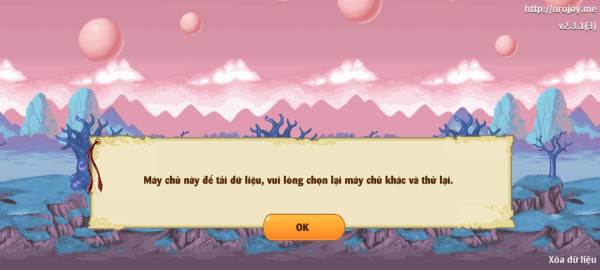 http://nrojoy.me
v2.3.1(3)
Máy chủ này để tải dữ liệu, vui lòng chọn lại máy chủ khác và thử lại.
OK
Xóa dữ liệu